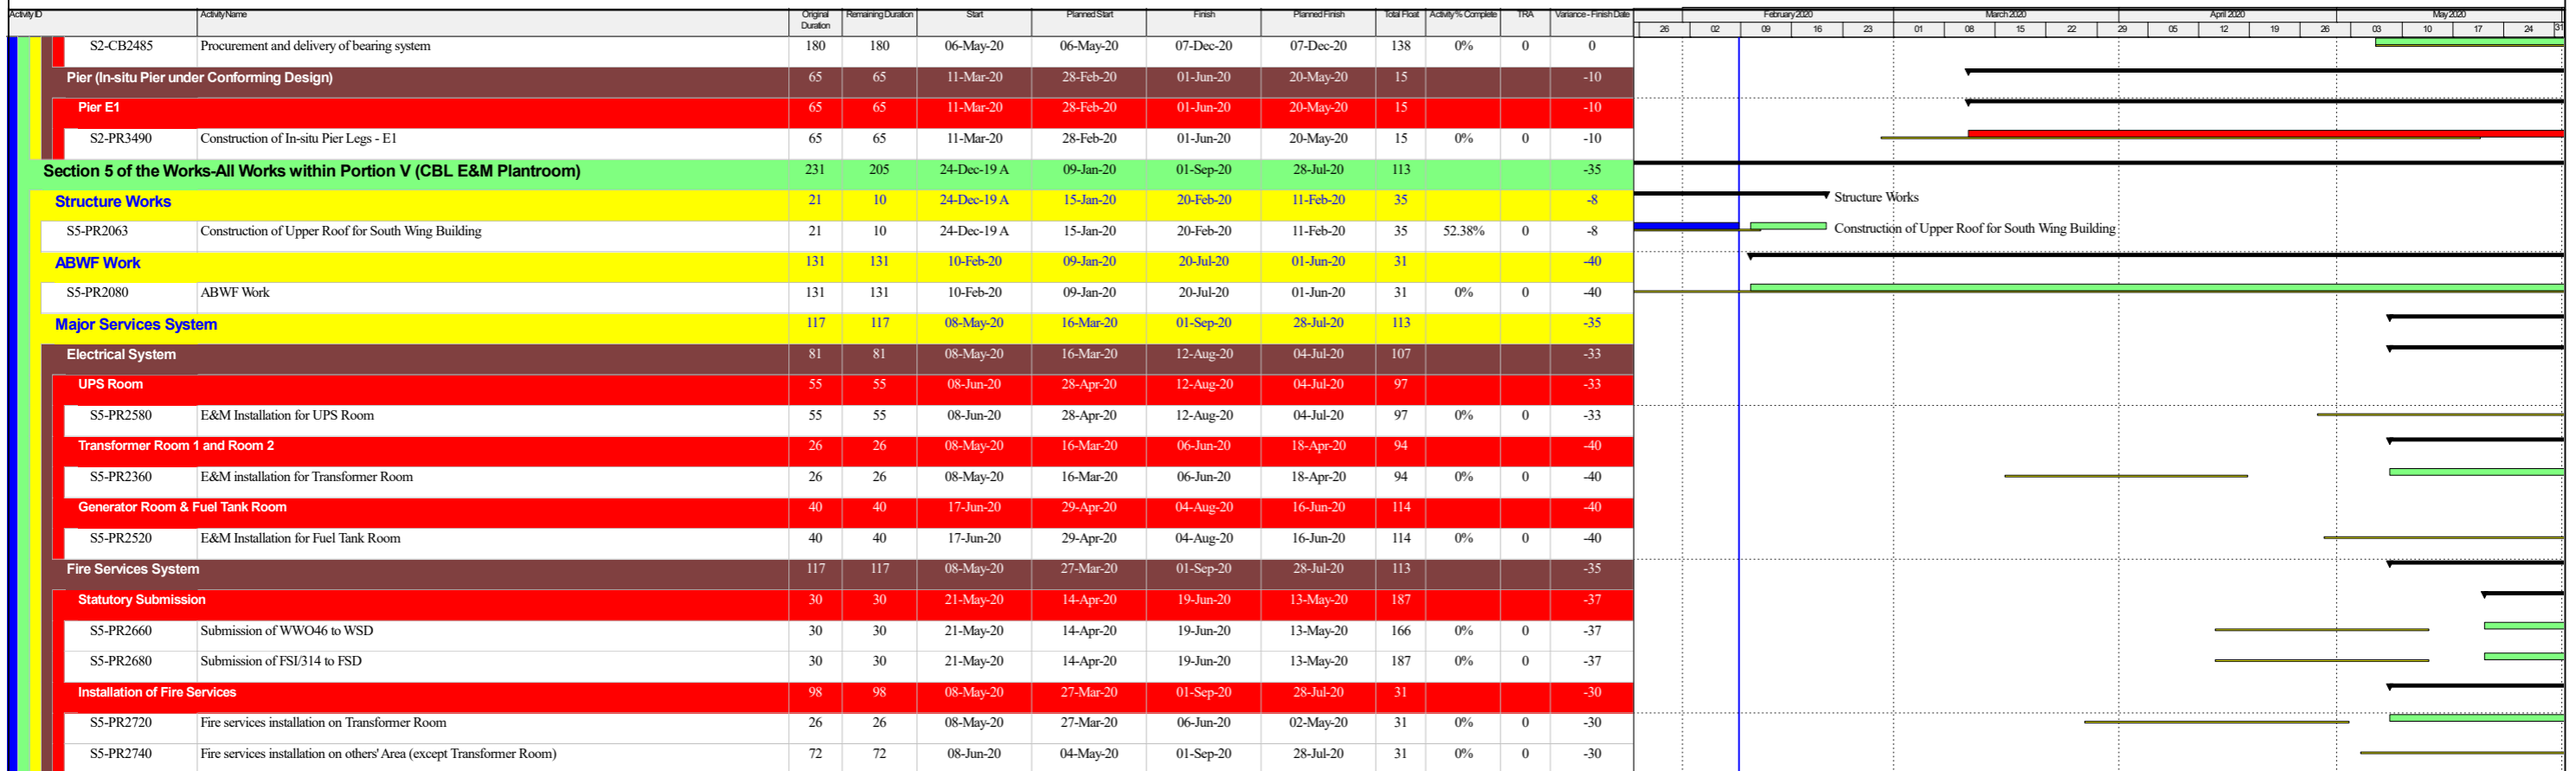 Activity ID Activity Name Original Duration Remaining Duration Start Planned Start Finish Planned Finish Total Float Activity % Complete TRA Variance - Finish Date February 2020 March 2020 April 2020 May 2020
26 02 09 16 23 01 08 15 22 29 05 12 19 26 03 10 17 24 31
S2-CB2485 Procurement and delivery of bearing system 180 180 06-May-20 06-May-20 07-Dec-20 07-Dec-20 138 0% 0 0
Pier (In-situ Pier under Conforming Design) 65 65 11-Mar-20 28-Feb-20 01-Jun-20 20-May-20 15 -10
Pier E1 65 65 11-Mar-20 28-Feb-20 01-Jun-20 20-May-20 15 -10
S2-PR3490 Construction of In-situ Pier Legs - E1 65 65 11-Mar-20 28-Feb-20 01-Jun-20 20-May-20 15 0% 0 -10
Section 5 of the Works-All Works within Portion V (CBL E&M Plantroom) 231 205 24-Dec-19 A 09-Jan-20 01-Sep-20 28-Jul-20 113 -35
Structure Works 21 10 24-Dec-19 A 15-Jan-20 20-Feb-20 11-Feb-20 35 -8 Structure Works
S5-PR2063 Construction of Upper Roof for South Wing Building 21 10 24-Dec-19 A 15-Jan-20 20-Feb-20 11-Feb-20 35 52.38% 0 -8 Construction of Upper Roof for South Wing Building
ABWF Work 131 131 10-Feb-20 09-Jan-20 20-Jul-20 01-Jun-20 31 -40
S5-PR2080 ABWF Work 131 131 10-Feb-20 09-Jan-20 20-Jul-20 01-Jun-20 31 0% 0 -40
Major Services System 117 117 08-May-20 16-Mar-20 01-Sep-20 28-Jul-20 113 -35
Electrical System 81 81 08-May-20 16-Mar-20 12-Aug-20 04-Jul-20 107 -33
UPS Room 55 55 08-Jun-20 28-Apr-20 12-Aug-20 04-Jul-20 97 -33
S5-PR2580 E&M Installation for UPS Room 55 55 08-Jun-20 28-Apr-20 12-Aug-20 04-Jul-20 97 0% 0 -33
Transformer Room 1 and Room 2 26 26 08-May-20 16-Mar-20 06-Jun-20 18-Apr-20 94 -40
S5-PR2360 E&M installation for Transformer Room 26 26 08-May-20 16-Mar-20 06-Jun-20 18-Apr-20 94 0% 0 -40
Generator Room & Fuel Tank Room 40 40 17-Jun-20 29-Apr-20 04-Aug-20 16-Jun-20 114 -40
S5-PR2520 E&M Installation for Fuel Tank Room 40 40 17-Jun-20 29-Apr-20 04-Aug-20 16-Jun-20 114 0% 0 -40
Fire Services System 117 117 08-May-20 27-Mar-20 01-Sep-20 28-Jul-20 113 -35
Statutory Submission 30 30 21-May-20 14-Apr-20 19-Jun-20 13-May-20 187 -37
S5-PR2660 Submission of WWO46 to WSD 30 30 21-May-20 14-Apr-20 19-Jun-20 13-May-20 166 0% 0 -37
S5-PR2680 Submission of FSI/314 to FSD 30 30 21-May-20 14-Apr-20 19-Jun-20 13-May-20 187 0% 0 -37
Installation of Fire Services 98 98 08-May-20 27-Mar-20 01-Sep-20 28-Jul-20 31 -30
S5-PR2720 Fire services installation on Transformer Room 26 26 08-May-20 27-Mar-20 06-Jun-20 02-May-20 31 0% 0 -30
S5-PR2740 Fire services installation on others' Area (except Transformer Room) 72 72 08-Jun-20 04-May-20 01-Sep-20 28-Jul-20 31 0% 0 -30